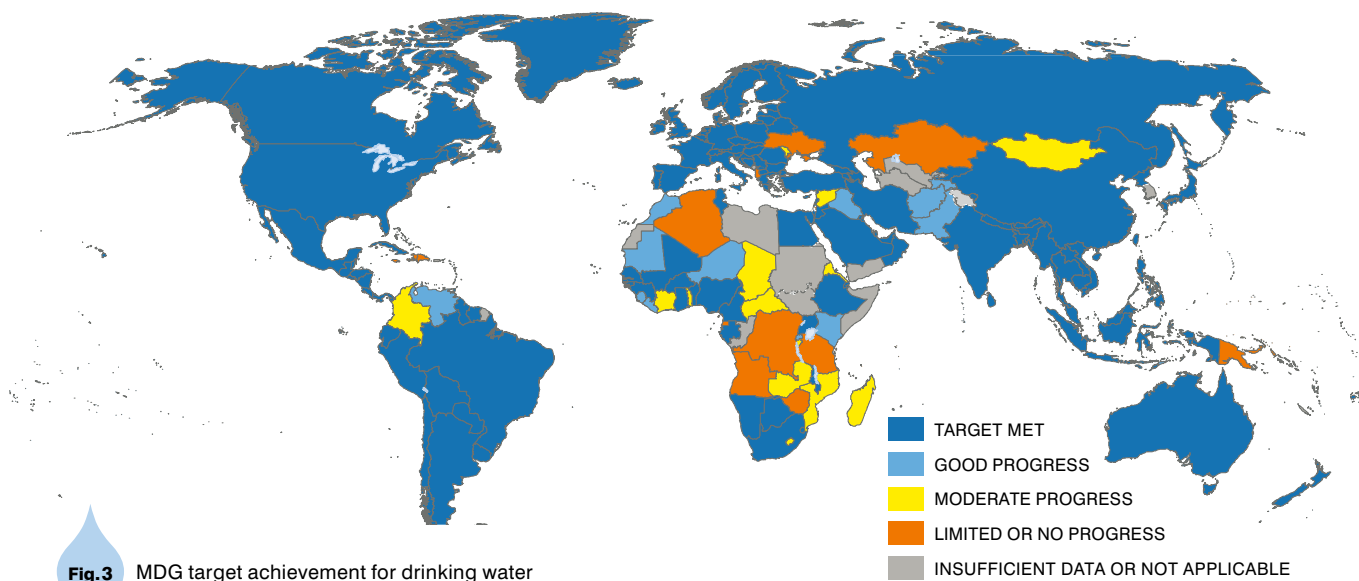 TARGET MET
GOOD PROGRESS
MODERATE PROGRESS
LIMITED OR NO PROGRESS
INSUFFICIENT DATA OR NOT APPLICABLE
Fig.3 MDG target achievement for drinking water